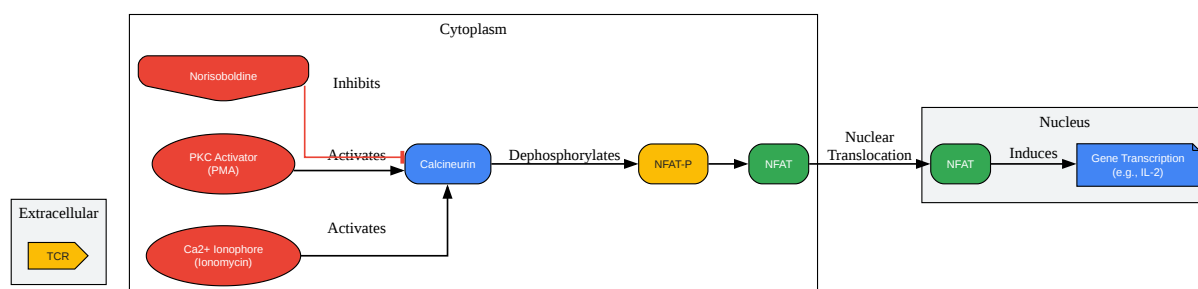 Cytoplasm
Norisoboldine
Inhibits
PKC Activator
(PMA)
Activates
Calcineurin
Dephosphorylates
NFAT-P
NFAT
Nuclear
Translocation
Nucleus
NFAT
Induces
Gene Transcription
(e.g., IL-2)
Extracellular
TCR
Activates
Ca2+ Ionophore
(Ionomycin)